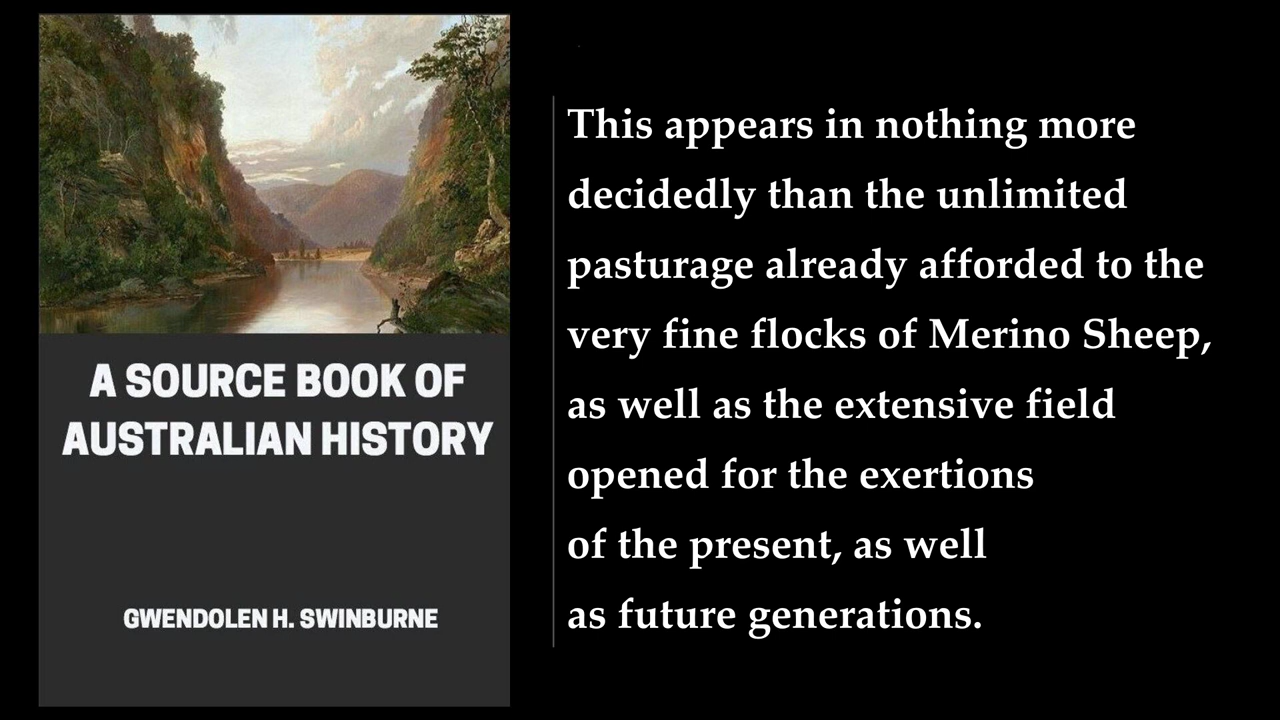 A SOURCE BOOK OF
AUSTRALIAN HISTORY
GWENDOLEN H. SWINBURNE
This appears in nothing more
decidedly than the unlimited
pasturage already afforded to the
very fine flocks of Merino Sheep,
as well as the extensive field
opened for the exertions
of the present, as well
as future generations.